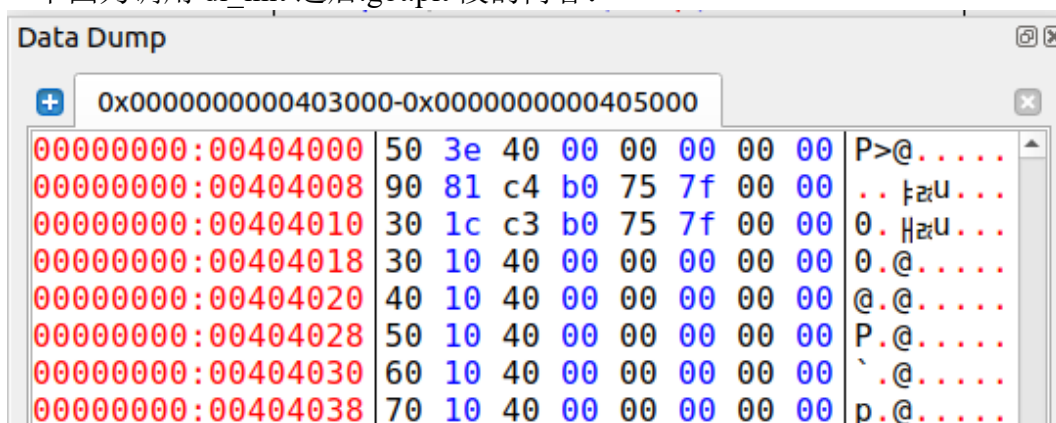 Data Dump
0x0000000000403000-0x0000000000405000
00000000:00404000 50 3e 40 00 00 00 00 00 P>@.....
00000000:00404008 90 81 c4 b0 75 7f 00 00 .. u...
00000000:00404010 30 1c c3 b0 75 7f 00 00 0. u...
00000000:00404018 30 10 40 00 00 00 00 00 0.@.....
00000000:00404020 40 10 40 00 00 00 00 00 @.@.....
00000000:00404028 50 10 40 00 00 00 00 00 P.@.....
00000000:00404030 60 10 40 00 00 00 00 00 `.@.....
00000000:00404038 70 10 40 00 00 00 00 00 p.@.....